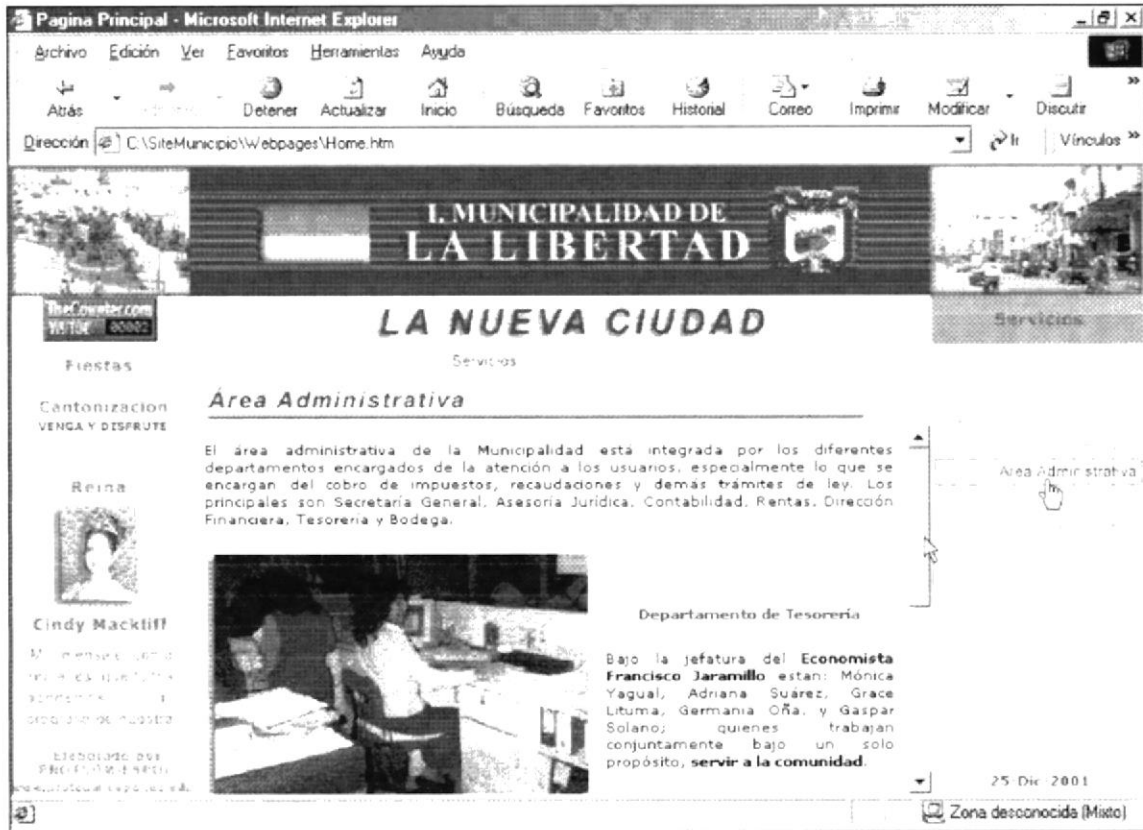 Pagina Principal - Microsoft Internet Explorer
Archivo Edición Ver Favoritos Herramientas Ayuda
Atrás Detener Actualizar Inicio Búsqueda Favoritos Historial Correo Imprimir Modificar Discutir »
Dirección C:\SiteMunicipio\Webpages\Home.htm Ir Vínculos »
I. MUNICIPALIDAD DE
LA LIBERTAD
TheCounter.com
00002
LA NUEVA CIUDAD
Servicios
Servicios
Fiestas
Cantonizacion
VENGA Y DISFRUTE
Reina
Cindy Macktiff
Elaborado por
Área Administrativa
El área administrativa de la Municipalidad está integrada por los diferentes
departamentos encargados de la atención a los usuarios, especialmente lo que se
encargan del cobro de impuestos, recaudaciones y demás trámites de ley. Los
principales son Secretaría General, Asesoría Jurídica, Contabilidad, Rentas, Dirección
Financiera, Tesoreria y Bodega.
Departamento de Tesorería
Bajo la jefatura del Economista
Francisco Jaramillo estan: Mónica
Yagual, Adriana Suárez, Grace
Lituma, Germania Oña, y Gaspar
Solano; quienes trabajan
conjuntamente bajo un solo
propósito, servir a la comunidad.
Area Administrativa
25-Dic-2001
Zona desconocida (Mixto)